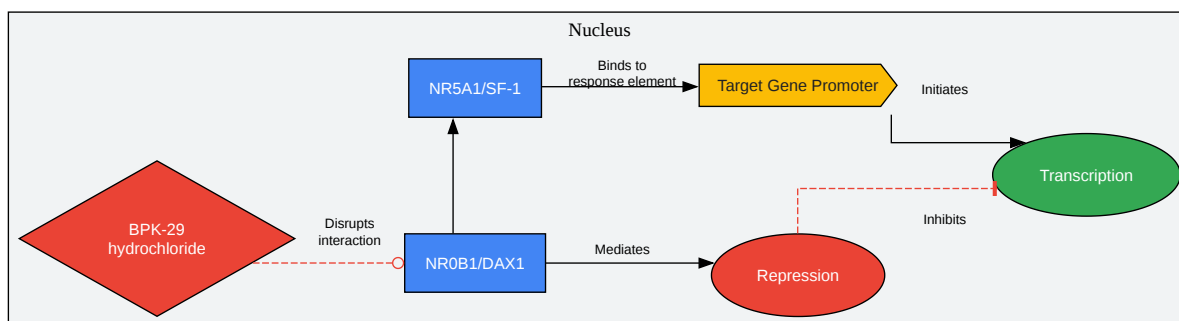 Nucleus
NR5A1/SF-1
Binds to
response element
Target Gene Promoter
Initiates
Transcription
BPK-29
hydrochloride
Disrupts
interaction
NR0B1/DAX1
Mediates
Repression
Inhibits